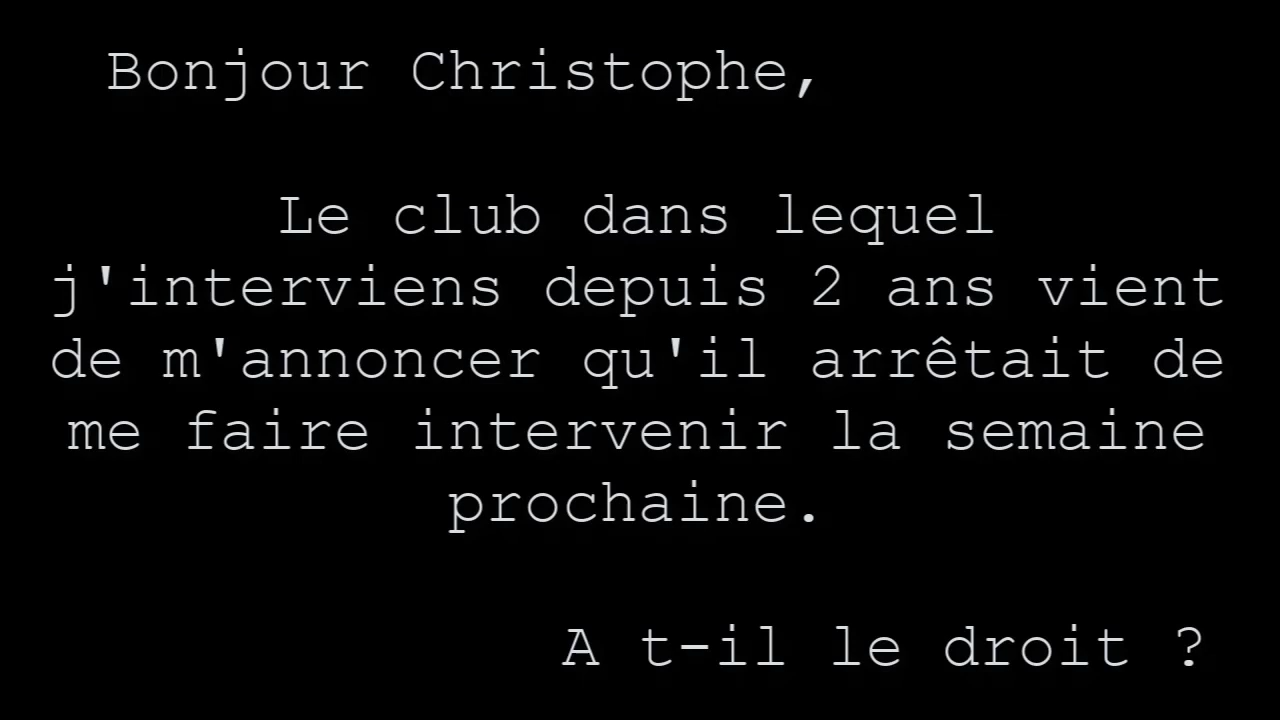 Bonjour Christophe,
Le club dans lequel
j'interviens depuis 2 ans vient
de m'annoncer qu'il arrêtait de
me faire intervenir la semaine
prochaine.
A t-il le droit ?